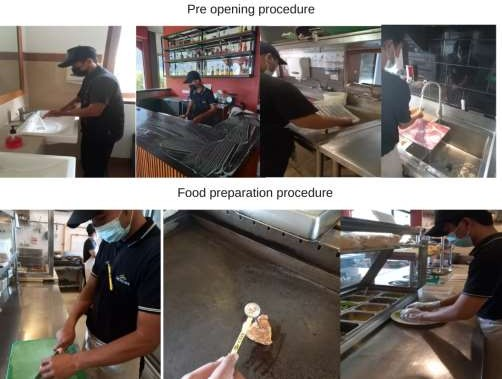 Pre opening procedure
Food preparation procedure